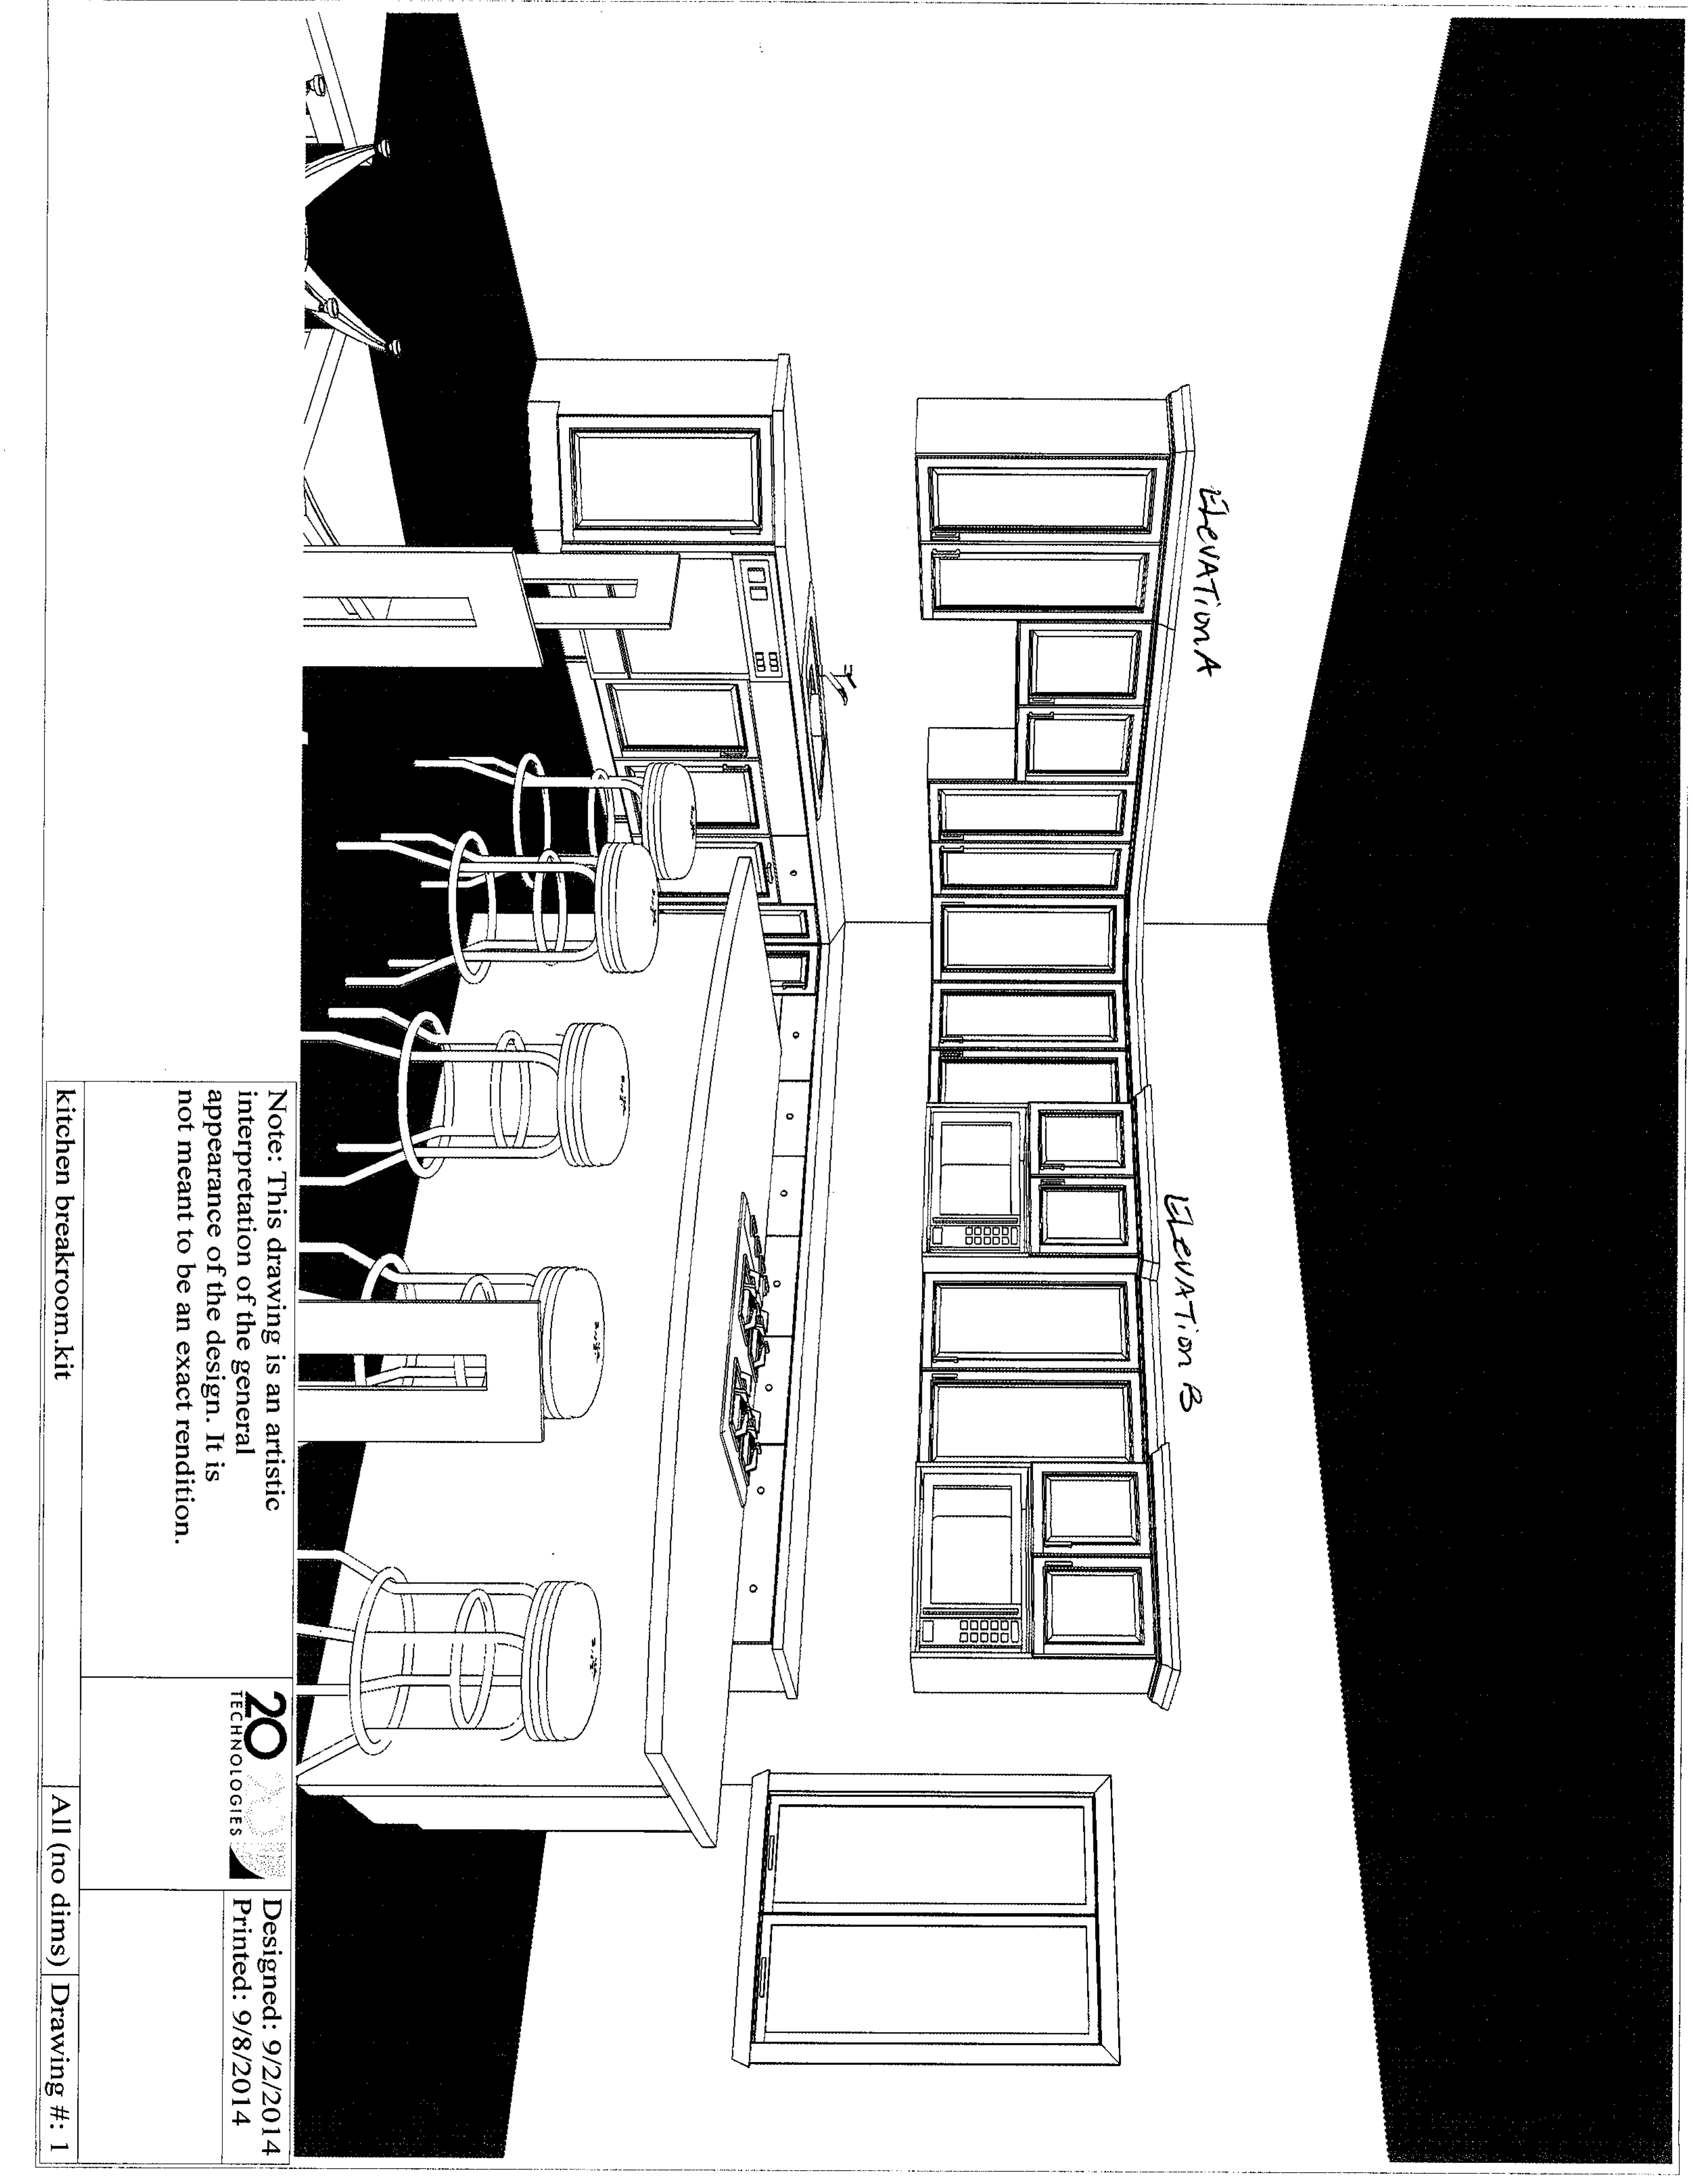 ElevATion A
ElevATion B
Note: This drawing is an artistic
interpretation of the general
appearance of the design. It is
not meant to be an exact rendition.
20
TECHNOLOGIES
Designed: 9/2/2014
Printed: 9/8/2014
kitchen breakroom.kit
All (no dims)
Drawing #: 1